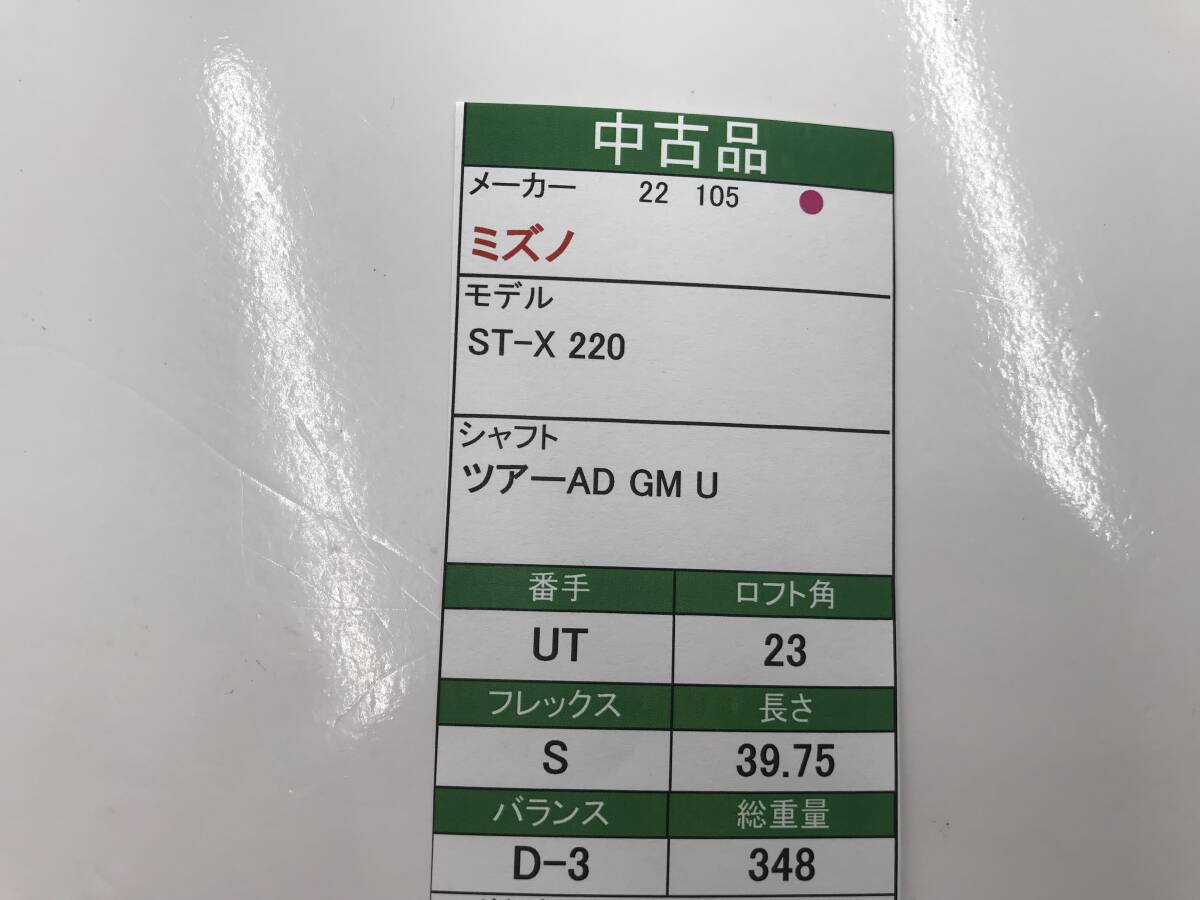 中古品
メーカー 22 105
ミズノ
モデル
ST-X 220
シャフト
ツアーAD GM U
番手 ロフト角
UT 23
フレックス 長さ
S 39.75
バランス 総重量
D-3 348